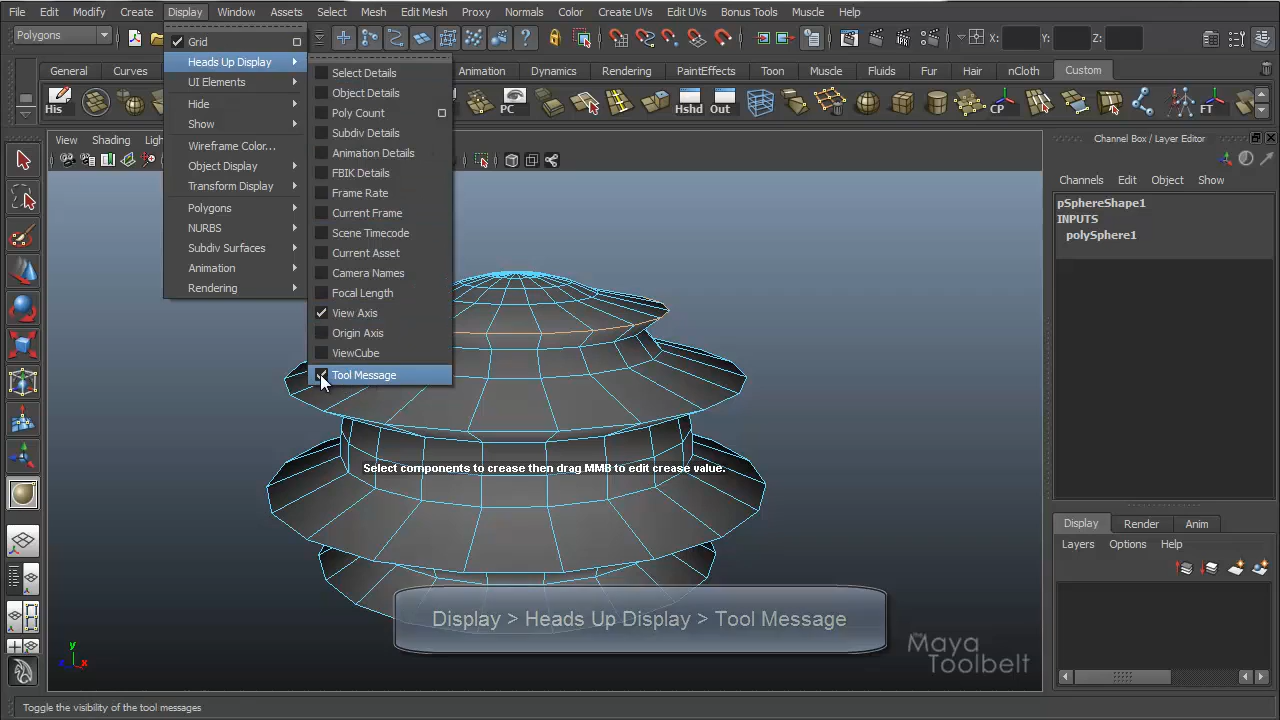 File Edit Modify Create Display Window Assets Select Mesh Edit Mesh Proxy Normals Color Create UVs Edit UVs Bonus Tools Muscle Help
Polygons
X: Y: Z:
General Curves Animation Dynamics Rendering PaintEffects Toon Muscle Fluids Fur Hair nCloth Custom
His PC Hshd Out CP FT
View Shading
Grid
Heads Up Display
UI Elements
Hide
Show
Wireframe Color...
Object Display
Transform Display
Polygons
NURBS
Subdiv Surfaces
Animation
Rendering
Select Details
Object Details
Poly Count
Subdiv Details
Animation Details
FBIK Details
Frame Rate
Current Frame
Scene Timecode
Current Asset
Camera Names
Focal Length
View Axis
Origin Axis
ViewCube
Tool Message
Select components to crease then drag MMB to edit crease value.
Display > Heads Up Display > Tool Message
y
z x
the
Maya
Toolbelt
Channel Box / Layer Editor
Channels Edit Object Show
pSphereShape1
INPUTS
polySphere1
Display Render Anim
Layers Options Help
Toggle the visibility of the tool messages